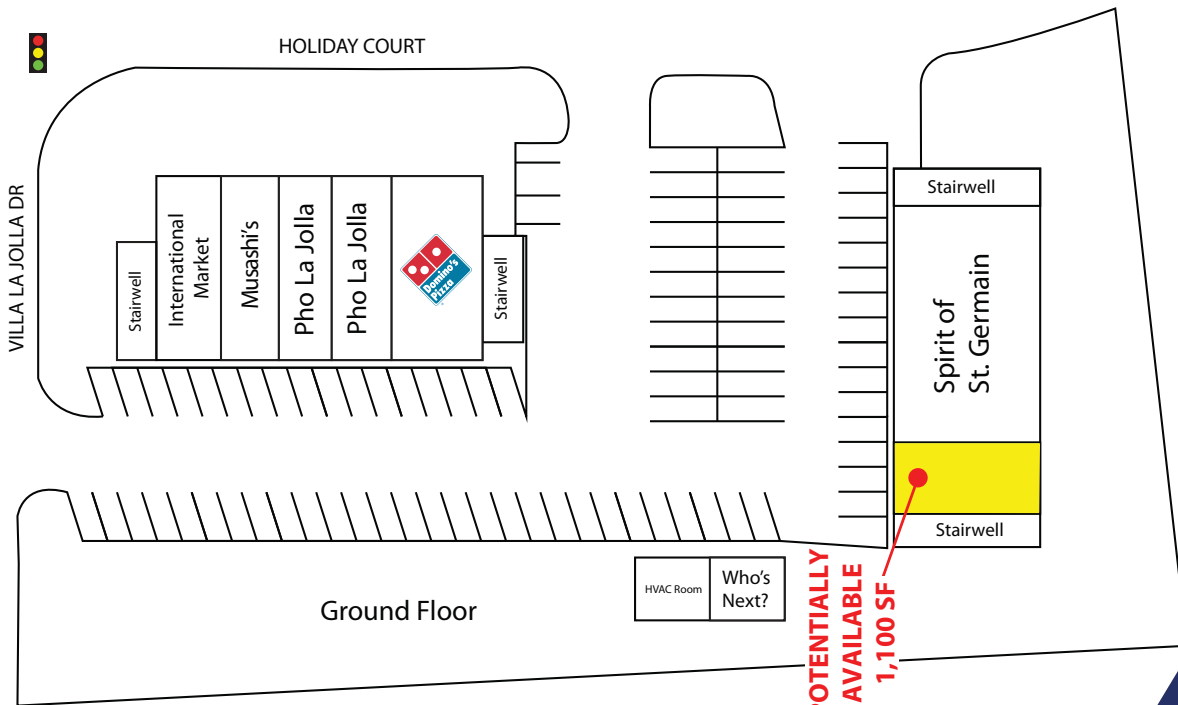 HOLIDAY COURT
VILLA LA JOLLA DR
Stairwell
International
Market
Musashi's
Pho La Jolla
Pho La Jolla
Domino's
Pizza
Stairwell
Stairwell
Spirit of
St. Germain
Stairwell
HVAC Room
Who's
Next?
Ground Floor
POTENTIALLY
AVAILABLE
1,100 SF